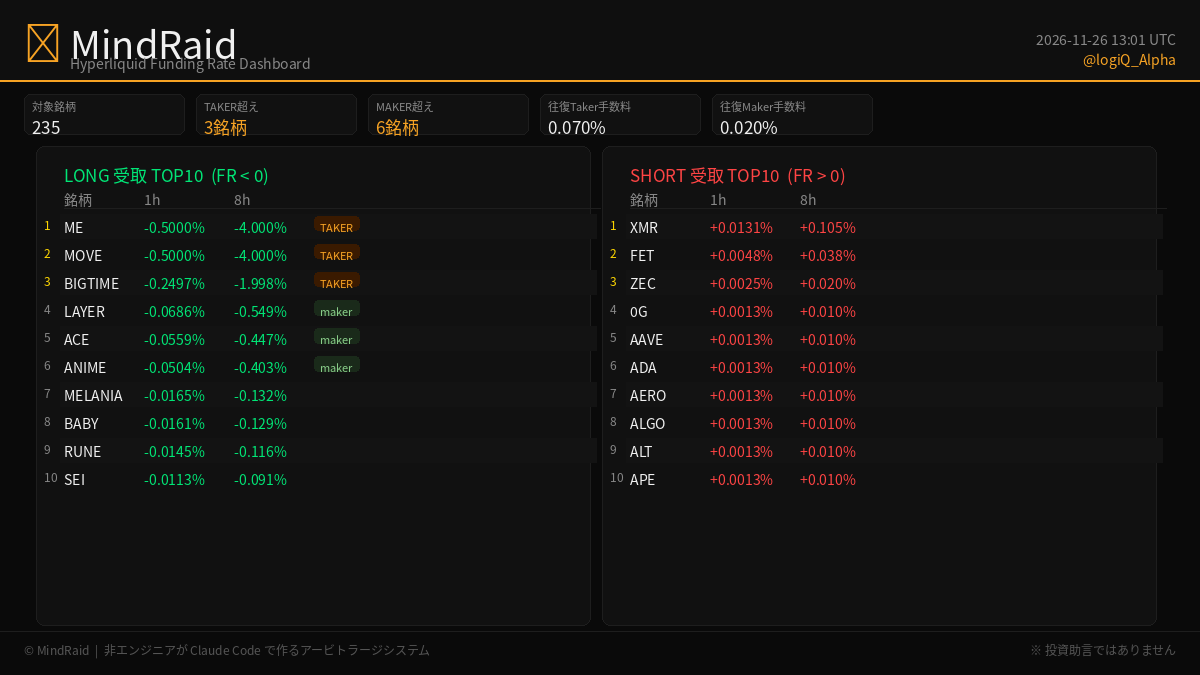 MindRaid
Hyperliquid Funding Rate Dashboard
2026-11-26 13:01 UTC
@logiQ_Alpha
対象銘柄
235
TAKER超え
3銘柄
MAKER超え
6銘柄
往復Taker手数料
0.070%
往復Maker手数料
0.020%
LONG 受取 TOP10 (FR < 0)
銘柄 1h 8h
1 ME -0.5000% -4.000% TAKER
2 MOVE -0.5000% -4.000% TAKER
3 BIGTIME -0.2497% -1.998% TAKER
4 LAYER -0.0686% -0.549% maker
5 ACE -0.0559% -0.447% maker
6 ANIME -0.0504% -0.403% maker
7 MELANIA -0.0165% -0.132%
8 BABY -0.0161% -0.129%
9 RUNE -0.0145% -0.116%
10 SEI -0.0113% -0.091%
SHORT 受取 TOP10 (FR > 0)
銘柄 1h 8h
1 XMR +0.0131% +0.105%
2 FET +0.0048% +0.038%
3 ZEC +0.0025% +0.020%
4 0G +0.0013% +0.010%
5 AAVE +0.0013% +0.010%
6 ADA +0.0013% +0.010%
7 AERO +0.0013% +0.010%
8 ALGO +0.0013% +0.010%
9 ALT +0.0013% +0.010%
10 APE +0.0013% +0.010%
© MindRaid | 非エンジニアが Claude Code で作るアービトラージシステム
※ 投資助言ではありません